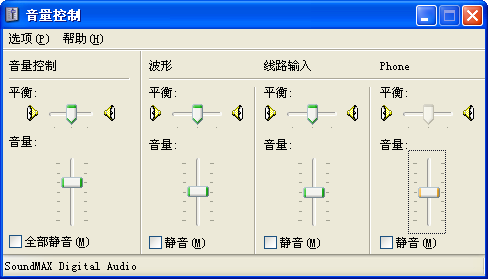 音量控制
选项(P) 帮助(H)
音量控制 波形 线路输入 Phone
平衡: 平衡: 平衡: 平衡:
音量: 音量: 音量: 音量:
全部静音(M) 静音(M) 静音(M) 静音(M)
SoundMAX Digital Audio